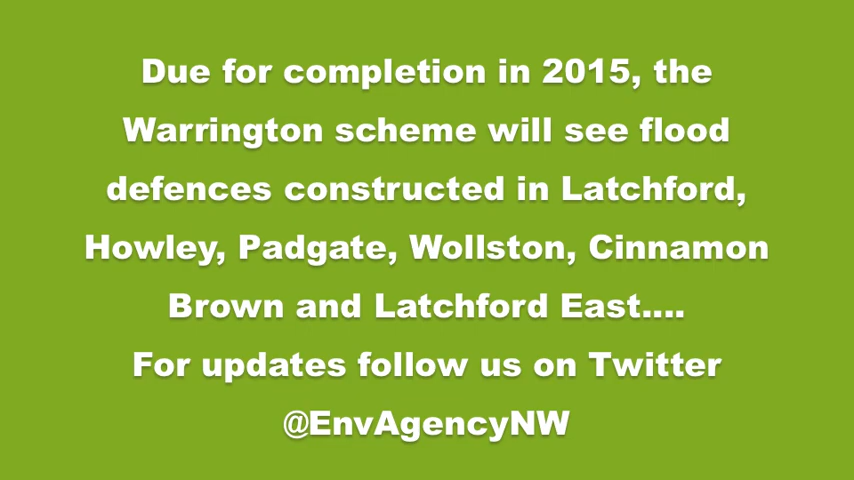 Due for completion in 2015, the
Warrington scheme will see flood
defences constructed in Latchford,
Howley, Padgate, Wollston, Cinnamon
Brown and Latchford East....
For updates follow us on Twitter
@EnvAgencyNW